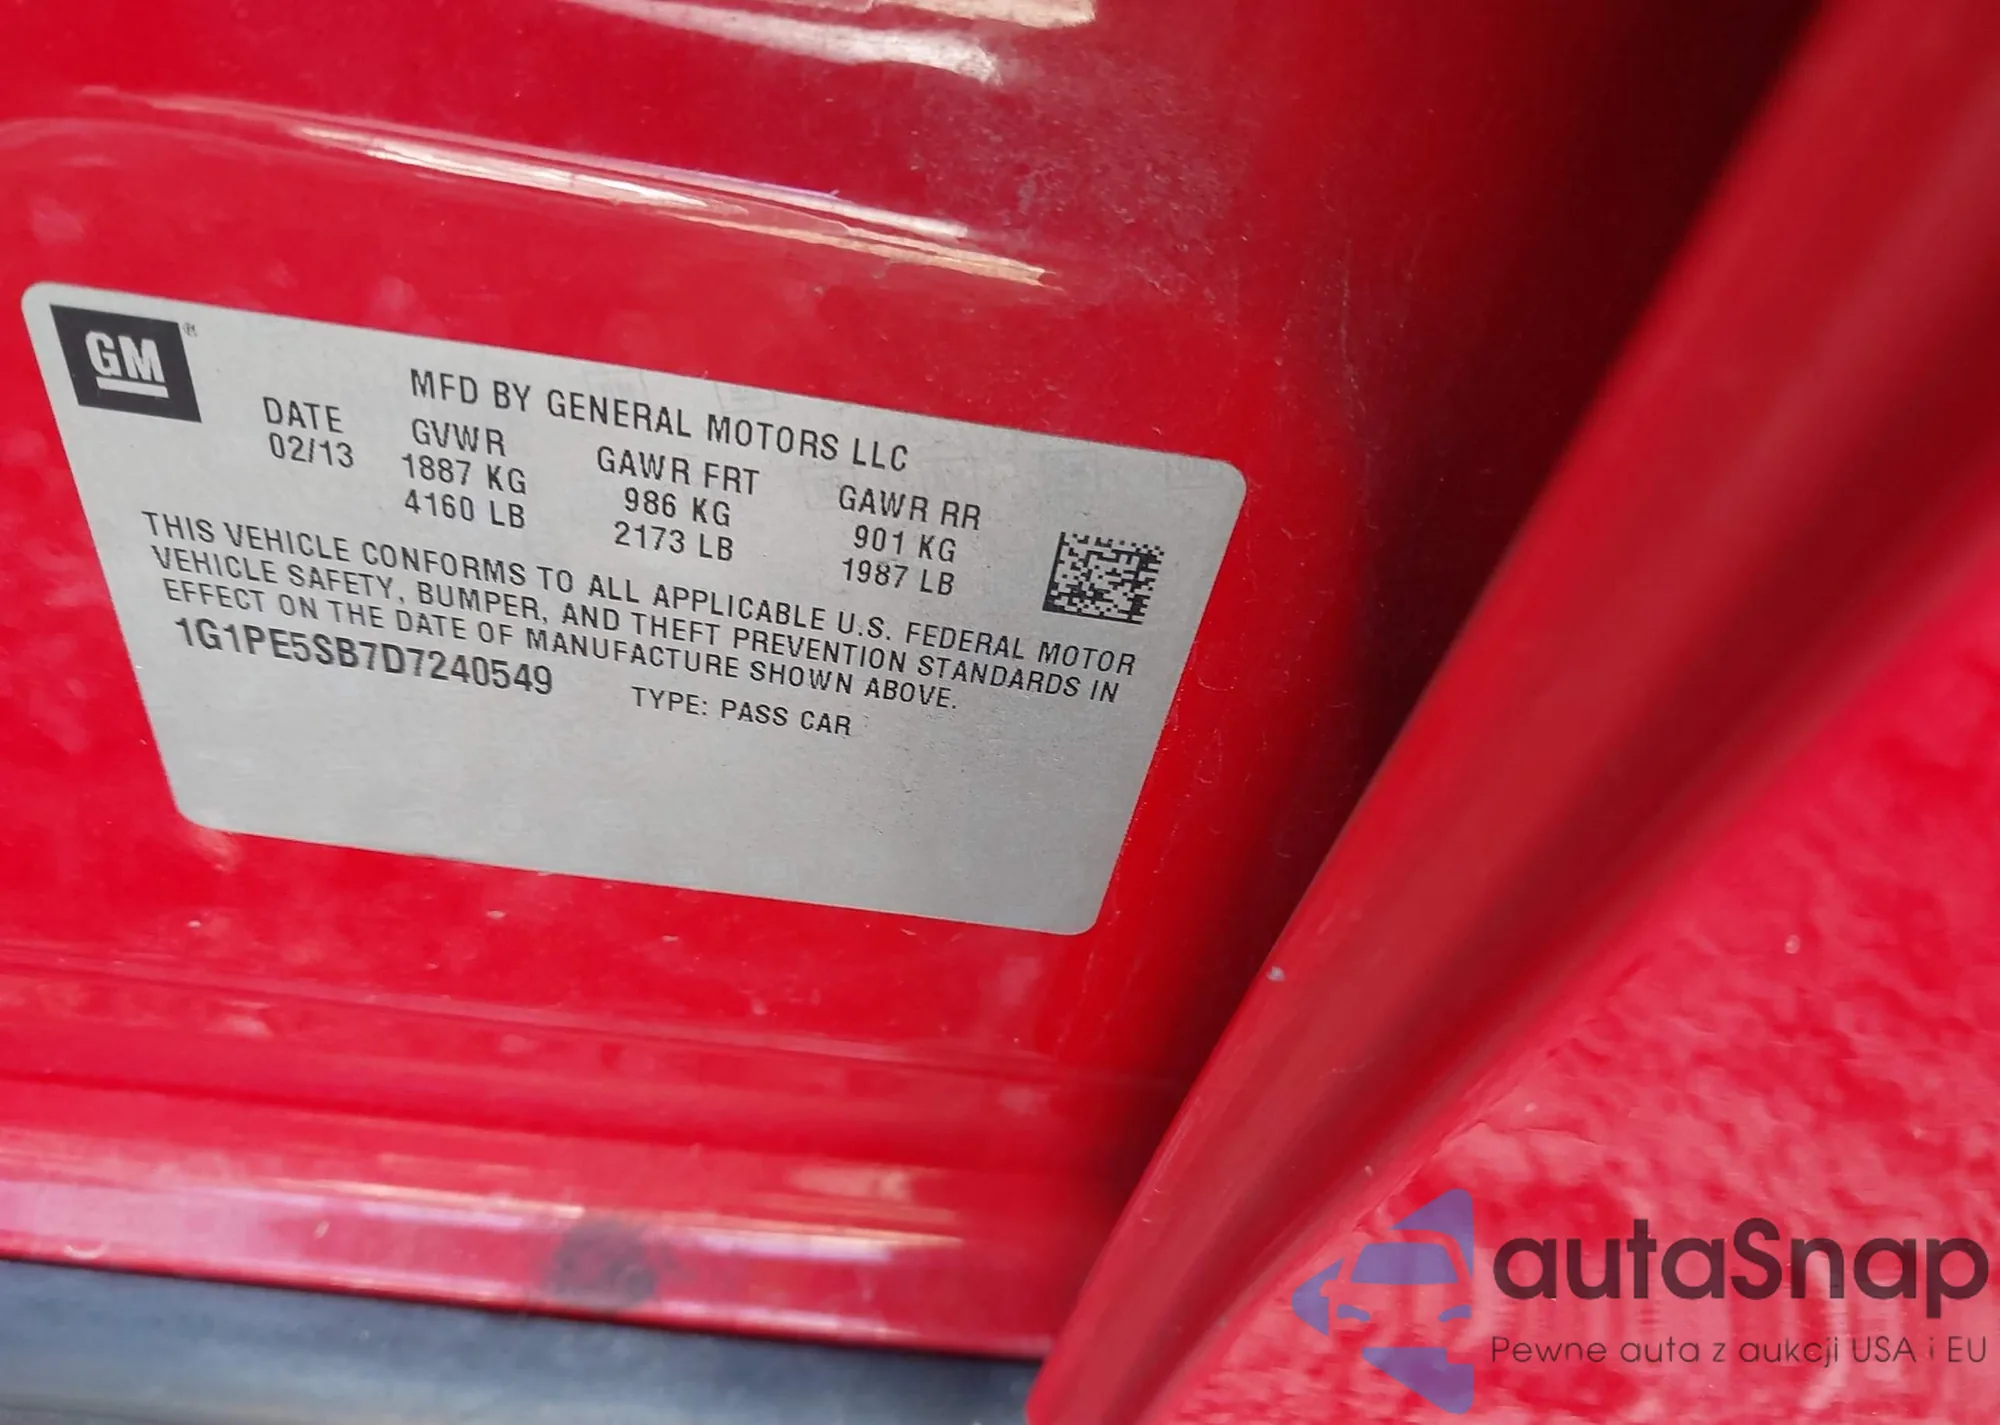 GM ®
MFD BY GENERAL MOTORS LLC
DATE GVWR GAWR FRT GAWR RR
02/13 1887 KG 986 KG 901 KG
4160 LB 2173 LB 1987 LB
THIS VEHICLE CONFORMS TO ALL APPLICABLE U.S. FEDERAL MOTOR
VEHICLE SAFETY, BUMPER, AND THEFT PREVENTION STANDARDS IN
EFFECT ON THE DATE OF MANUFACTURE SHOWN ABOVE.
1G1PE5SB7D7240549 TYPE: PASS CAR
autaSnap
Pewne auta z aukcji USA i EU